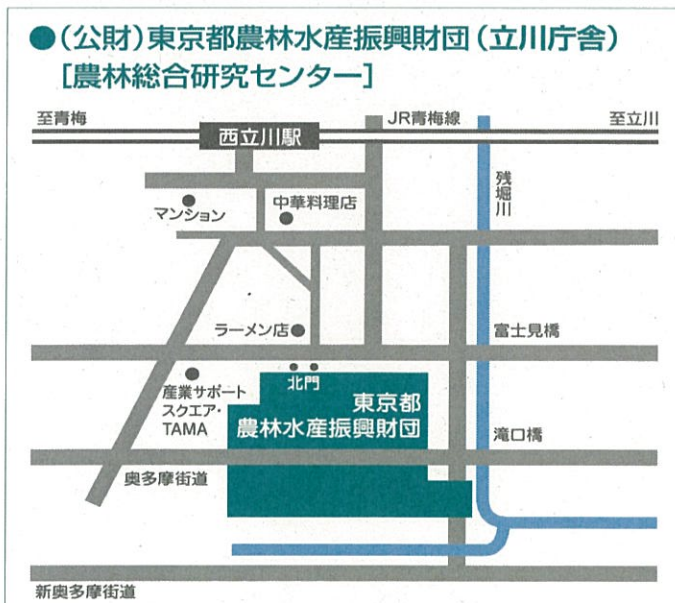 ●(公財)東京都農林水産振興財団(立川庁舎)
[農林総合研究センター]
至青梅
JR青梅線
至立川
西立川駅
残堀川
マンション
中華料理店
ラーメン店
富士見橋
北門
産業サポート
スクエア・
TAMA
東京都
農林水産振興財団
滝口橋
奥多摩街道
新奥多摩街道